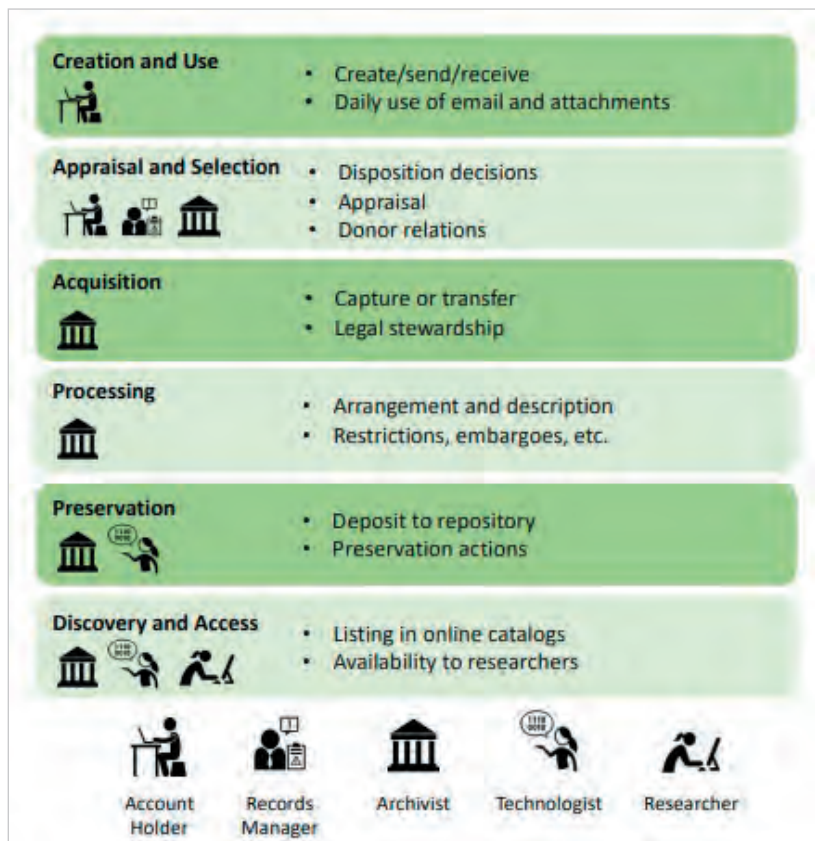 Creation and Use
• Create/send/receive
• Daily use of email and attachments
Appraisal and Selection
• Disposition decisions
• Appraisal
• Donor relations
Acquisition
• Capture or transfer
• Legal stewardship
Processing
• Arrangement and description
• Restrictions, embargoes, etc.
Preservation
• Deposit to repository
• Preservation actions
Discovery and Access
• Listing in online catalogs
• Availability to researchers
Account
Holder
Records
Manager
Archivist
Technologist
Researcher